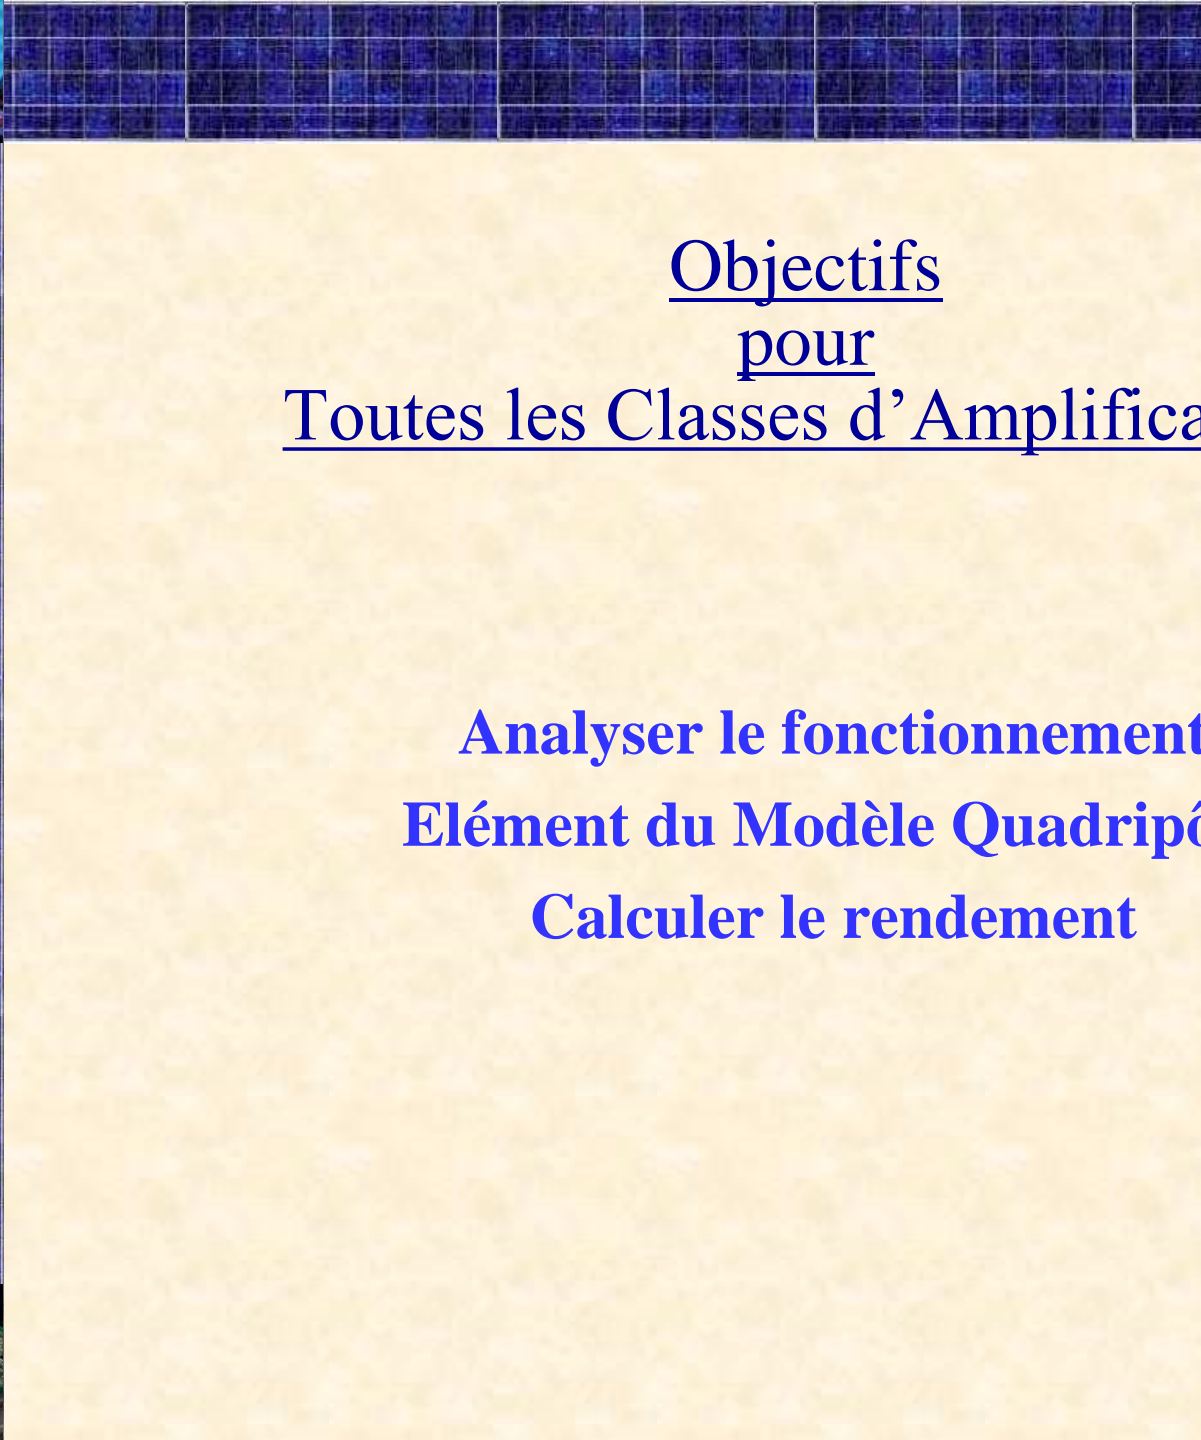 Objectifs
pour
Toutes les Classes d’Amplifica
Analyser le fonctionnement
Elément du Modèle Quadripô
Calculer le rendement